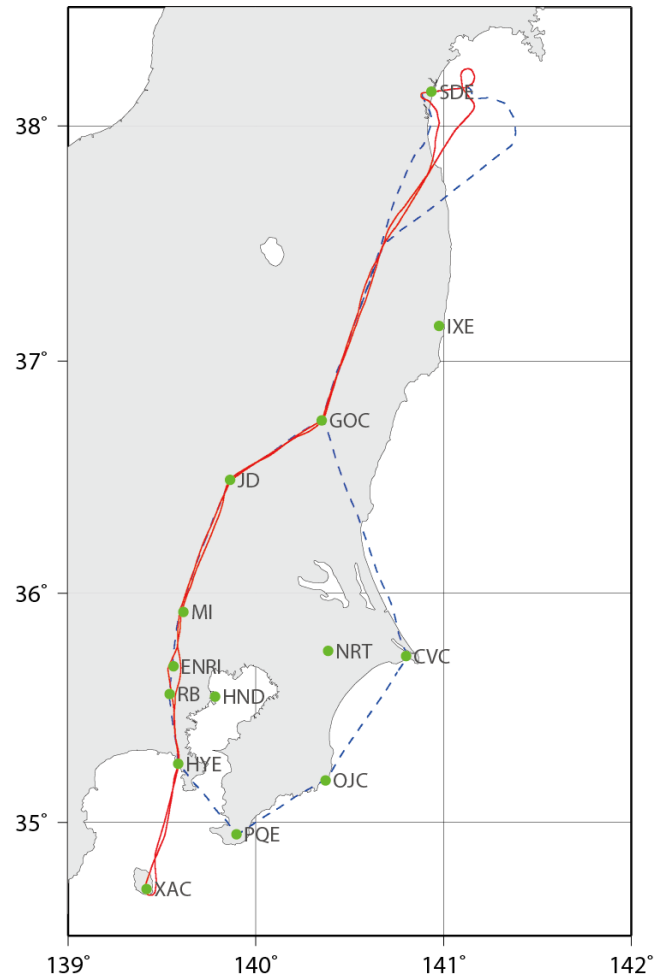 SDE
38˚
IXE
37˚
GOC
JD
36˚
MI
NRT
CVC
ENRI
RB
HND
HYE
OJC
35˚
PQE
XAC
139˚ 140˚ 141˚ 142˚